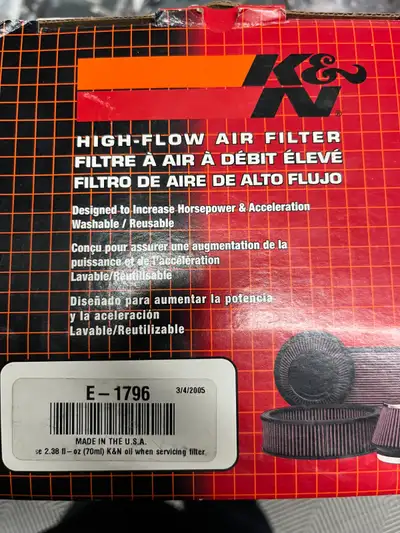 K&N
HIGH-FLOW AIR FILTER
FILTRE À AIR À DÉBIT ÉLEVÉ
FILTRO DE AIRE DE ALTO FLUJO
Designed to Increase Horsepower & Acceleration
Washable / Reusable
Conçu pour assurer une augmentation de la
puissance et de l'accélération
Lavable/Réutilisable
Diseñado para aumentar la potencia
y la aceleración
Lavable/Reutilizable
E-1796 3/4/2005
MADE IN THE U.S.A.
2.38 fl-oz (70ml) K&N oil when servicing filter.